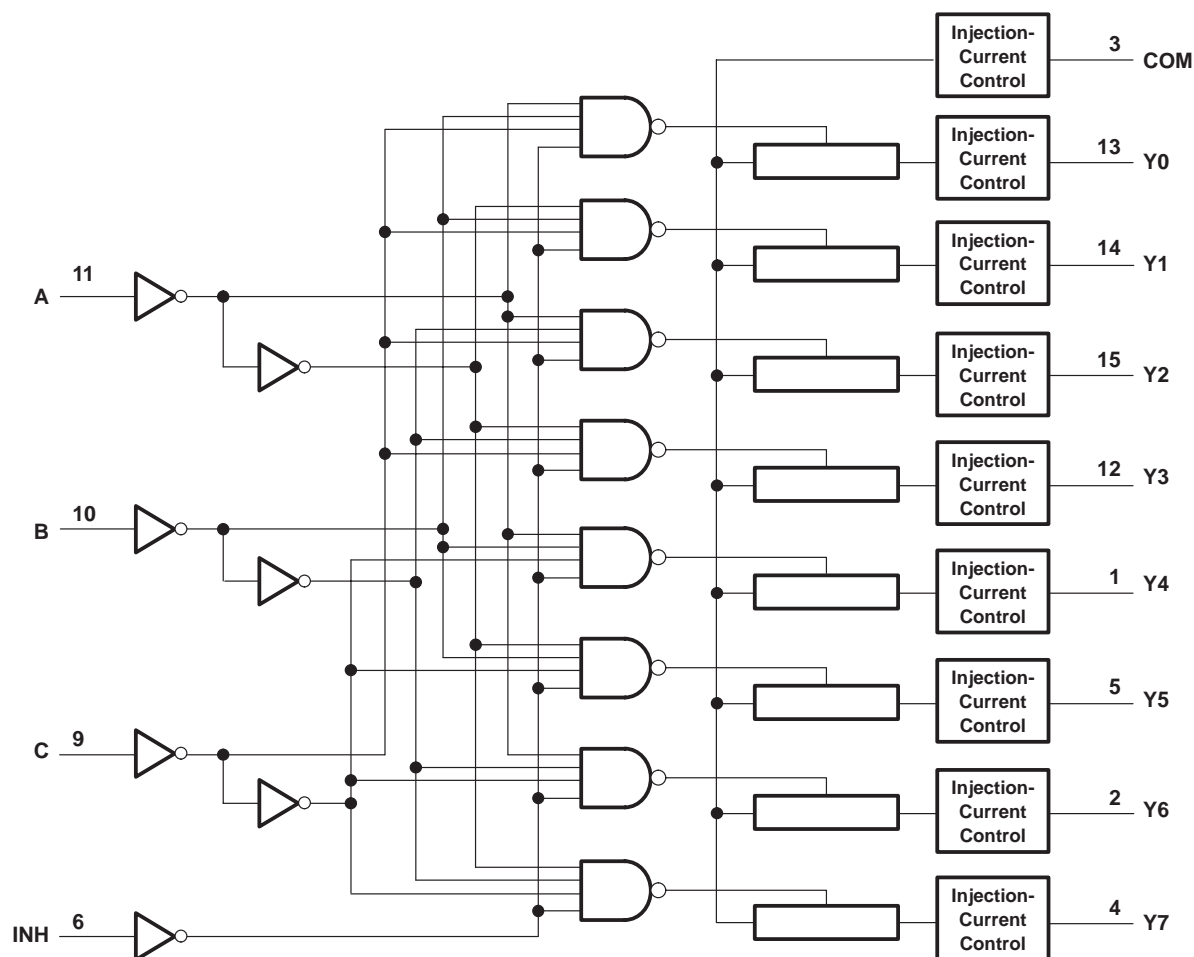 Injection-
Current
Control
3
COM
Injection-
Current
Control
13
Y0
Injection-
Current
Control
14
Y1
11
A
Injection-
Current
Control
15
Y2
Injection-
Current
Control
12
Y3
10
B
Injection-
Current
Control
1
Y4
Injection-
Current
Control
5
Y5
9
C
Injection-
Current
Control
2
Y6
Injection-
Current
Control
4
Y7
6
INH